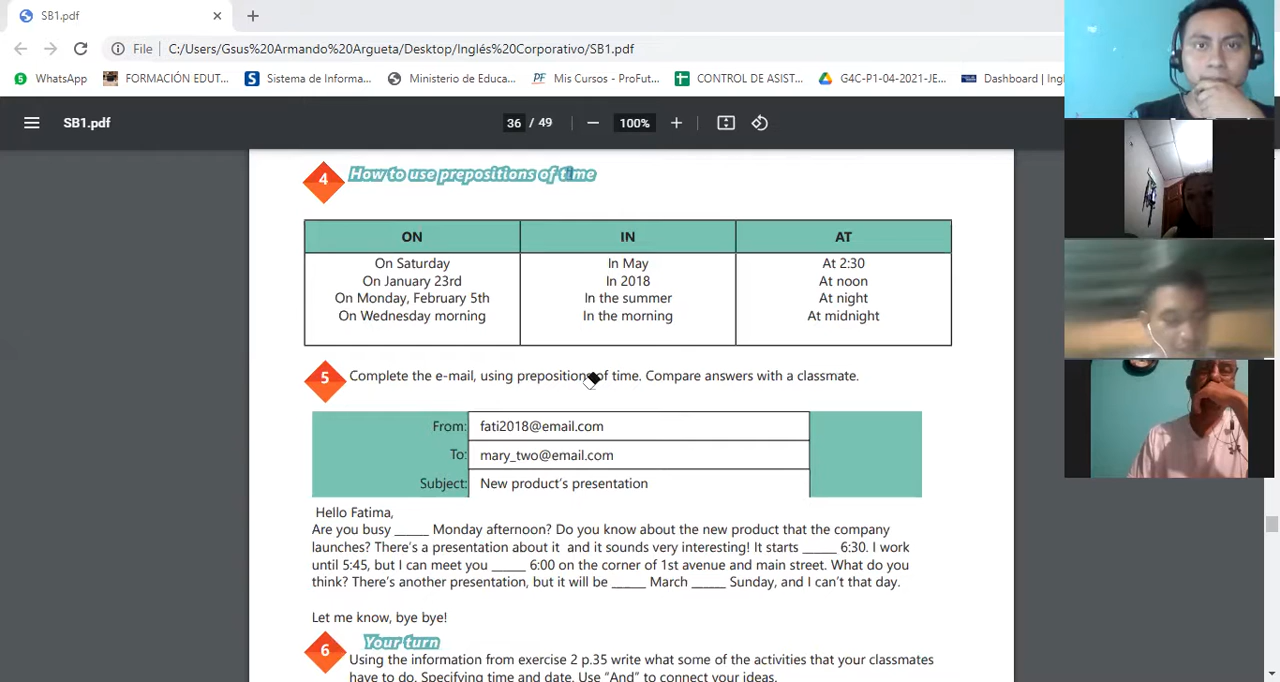 SB1.pdf
File
C:/Users/Gsus%20Armando%20Argueta/Desktop/Inglés%20Corporativo/SB1.pdf
WhatsApp
FORMACIÓN EDUT...
Sistema de Informa...
Ministerio de Educa...
Mis Cursos - ProFut...
CONTROL DE ASIST...
G4C-P1-04-2021-JE...
Dashboard | Ingl
SB1.pdf
36 / 49
100%
4 How to use prepositions of time
ON IN AT
On Saturday In May At 2:30
On January 23rd In 2018 At noon
On Monday, February 5th In the summer At night
On Wednesday morning In the morning At midnight
5 Complete the e-mail, using prepositions of time. Compare answers with a classmate.
From: fati2018@email.com
To: mary_two@email.com
Subject: New product's presentation
Hello Fatima,
Are you busy _____ Monday afternoon? Do you know about the new product that the company
launches? There's a presentation about it and it sounds very interesting! It starts _____ 6:30. I work
until 5:45, but I can meet you _____ 6:00 on the corner of 1st avenue and main street. What do you
think? There's another presentation, but it will be _____ March _____ Sunday, and I can't that day.
Let me know, bye bye!
6 Your turn
Using the information from exercise 2 p.35 write what some of the activities that your classmates
have to do. Specifying time and date. Use "And" to connect your ideas.